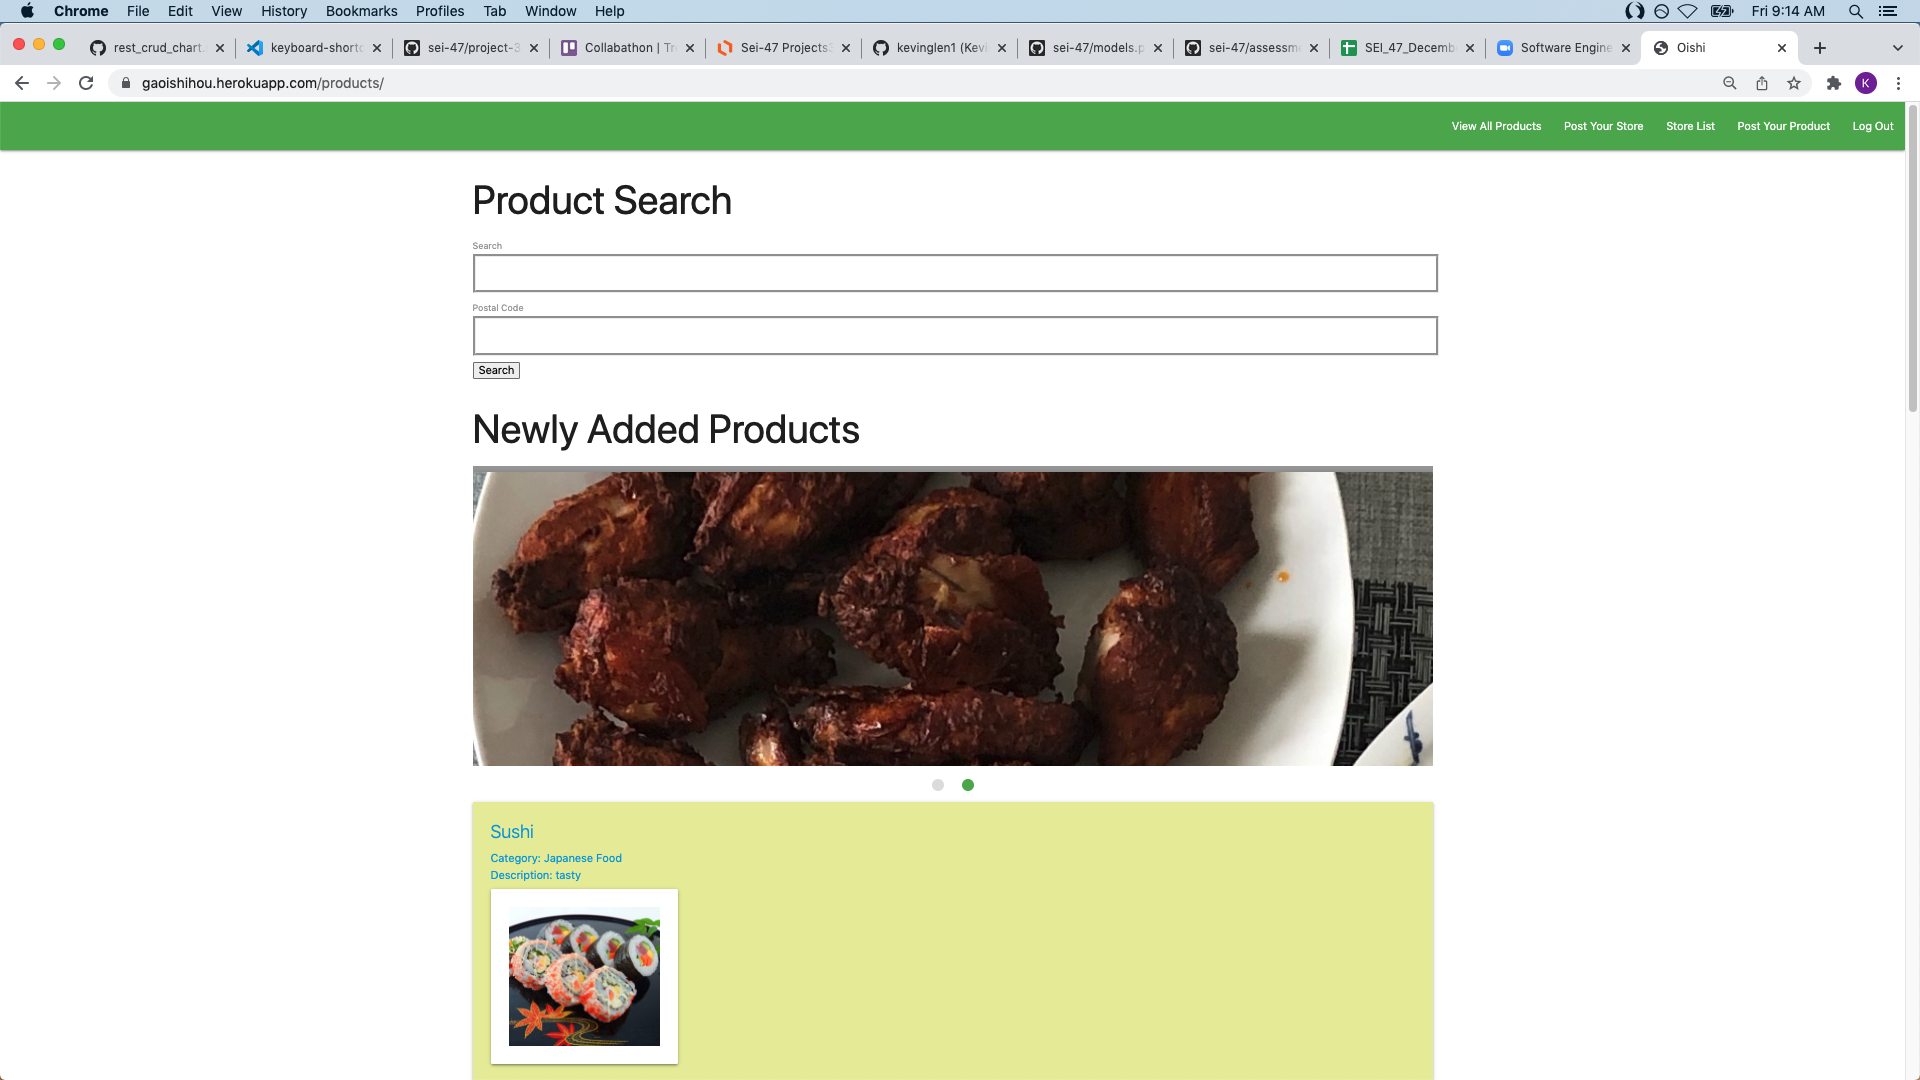 Chrome File Edit View History Bookmarks Profiles Tab Window Help Fri 9:14 AM
rest_crud_chart. keyboard-shortc sei-47/project-3 Collabathon | Tr Sei-47 Projects kevinglen1 (Kevi sei-47/models.p sei-47/assessm SEI_47_Decemb Software Engine Oishi
gaoishihou.herokuapp.com/products/ K
View All Products Post Your Store Store List Post Your Product Log Out
Product Search
Search
Postal Code
Search
Newly Added Products
Sushi
Category: Japanese Food
Description: tasty